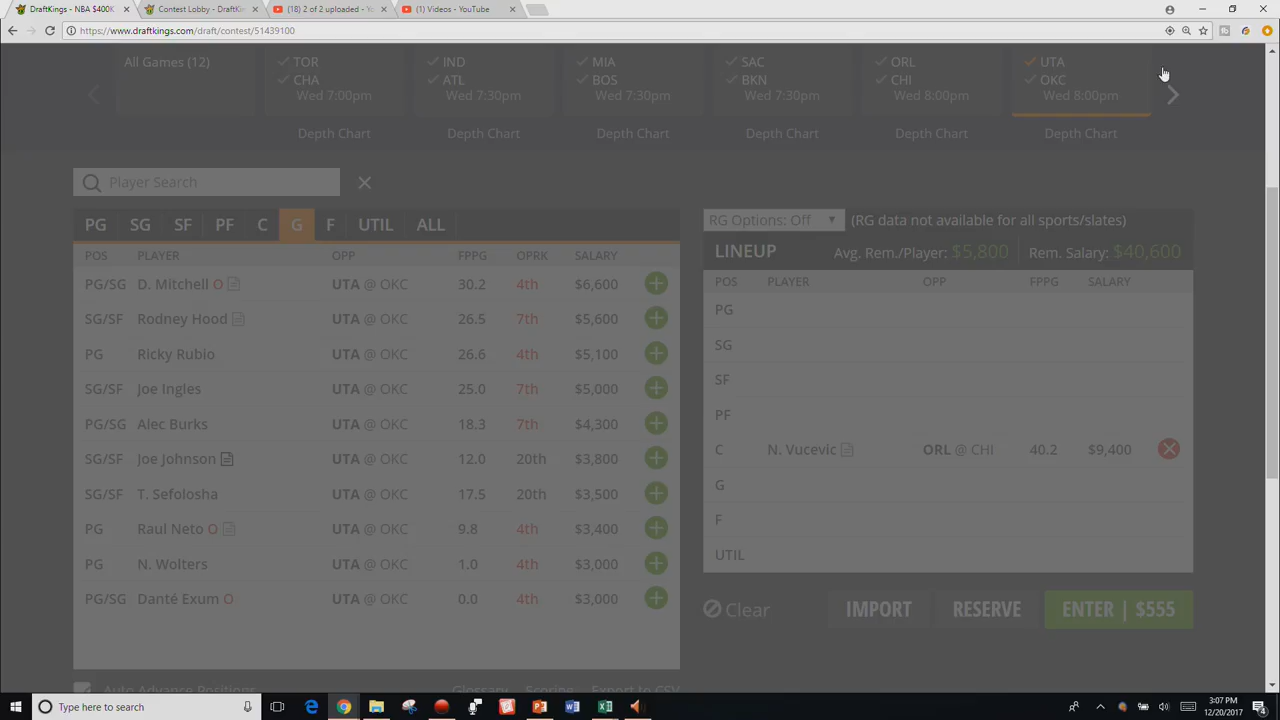 DraftKings - NBA $400K
Contest Lobby - DraftKin
(18) 2 of 2 uploaded - Yo
(1) Videos - YouTube
https://www.draftkings.com/draft/contest/51439100
All Games (12)
TOR
CHA
Wed 7:00pm
IND
ATL
Wed 7:30pm
MIA
BOS
Wed 7:30pm
SAC
BKN
Wed 7:30pm
ORL
CHI
Wed 8:00pm
UTA
OKC
Wed 8:00pm
Depth Chart Depth Chart Depth Chart Depth Chart Depth Chart Depth Chart
Player Search
PG SG SF PF C G F UTIL ALL
POS PLAYER OPP FPPG OPRK SALARY
PG/SG D. Mitchell O UTA @ OKC 30.2 4th $6,600
SG/SF Rodney Hood UTA @ OKC 26.5 7th $5,600
PG Ricky Rubio UTA @ OKC 26.6 4th $5,100
SG/SF Joe Ingles UTA @ OKC 25.0 7th $5,000
PG/SG Alec Burks UTA @ OKC 18.3 7th $4,300
SG/SF Joe Johnson UTA @ OKC 12.0 20th $3,800
SG/SF T. Sefolosha UTA @ OKC 17.5 20th $3,500
PG Raul Neto O UTA @ OKC 9.8 4th $3,400
PG N. Wolters UTA @ OKC 1.0 4th $3,000
PG/SG Danté Exum O UTA @ OKC 0.0 4th $3,000
RG Options: Off (RG data not available for all sports/slates)
LINEUP Avg. Rem./Player: $5,800 Rem. Salary: $40,600
POS PLAYER OPP FPPG SALARY
PG
SG
SF
PF
C N. Vucevic ORL @ CHI 40.2 $9,400
G
F
UTIL
Clear IMPORT RESERVE ENTER | $555
Auto Advance Positions Glossary Scoring Export to CSV
Type here to search
3:07 PM
12/20/2017
4